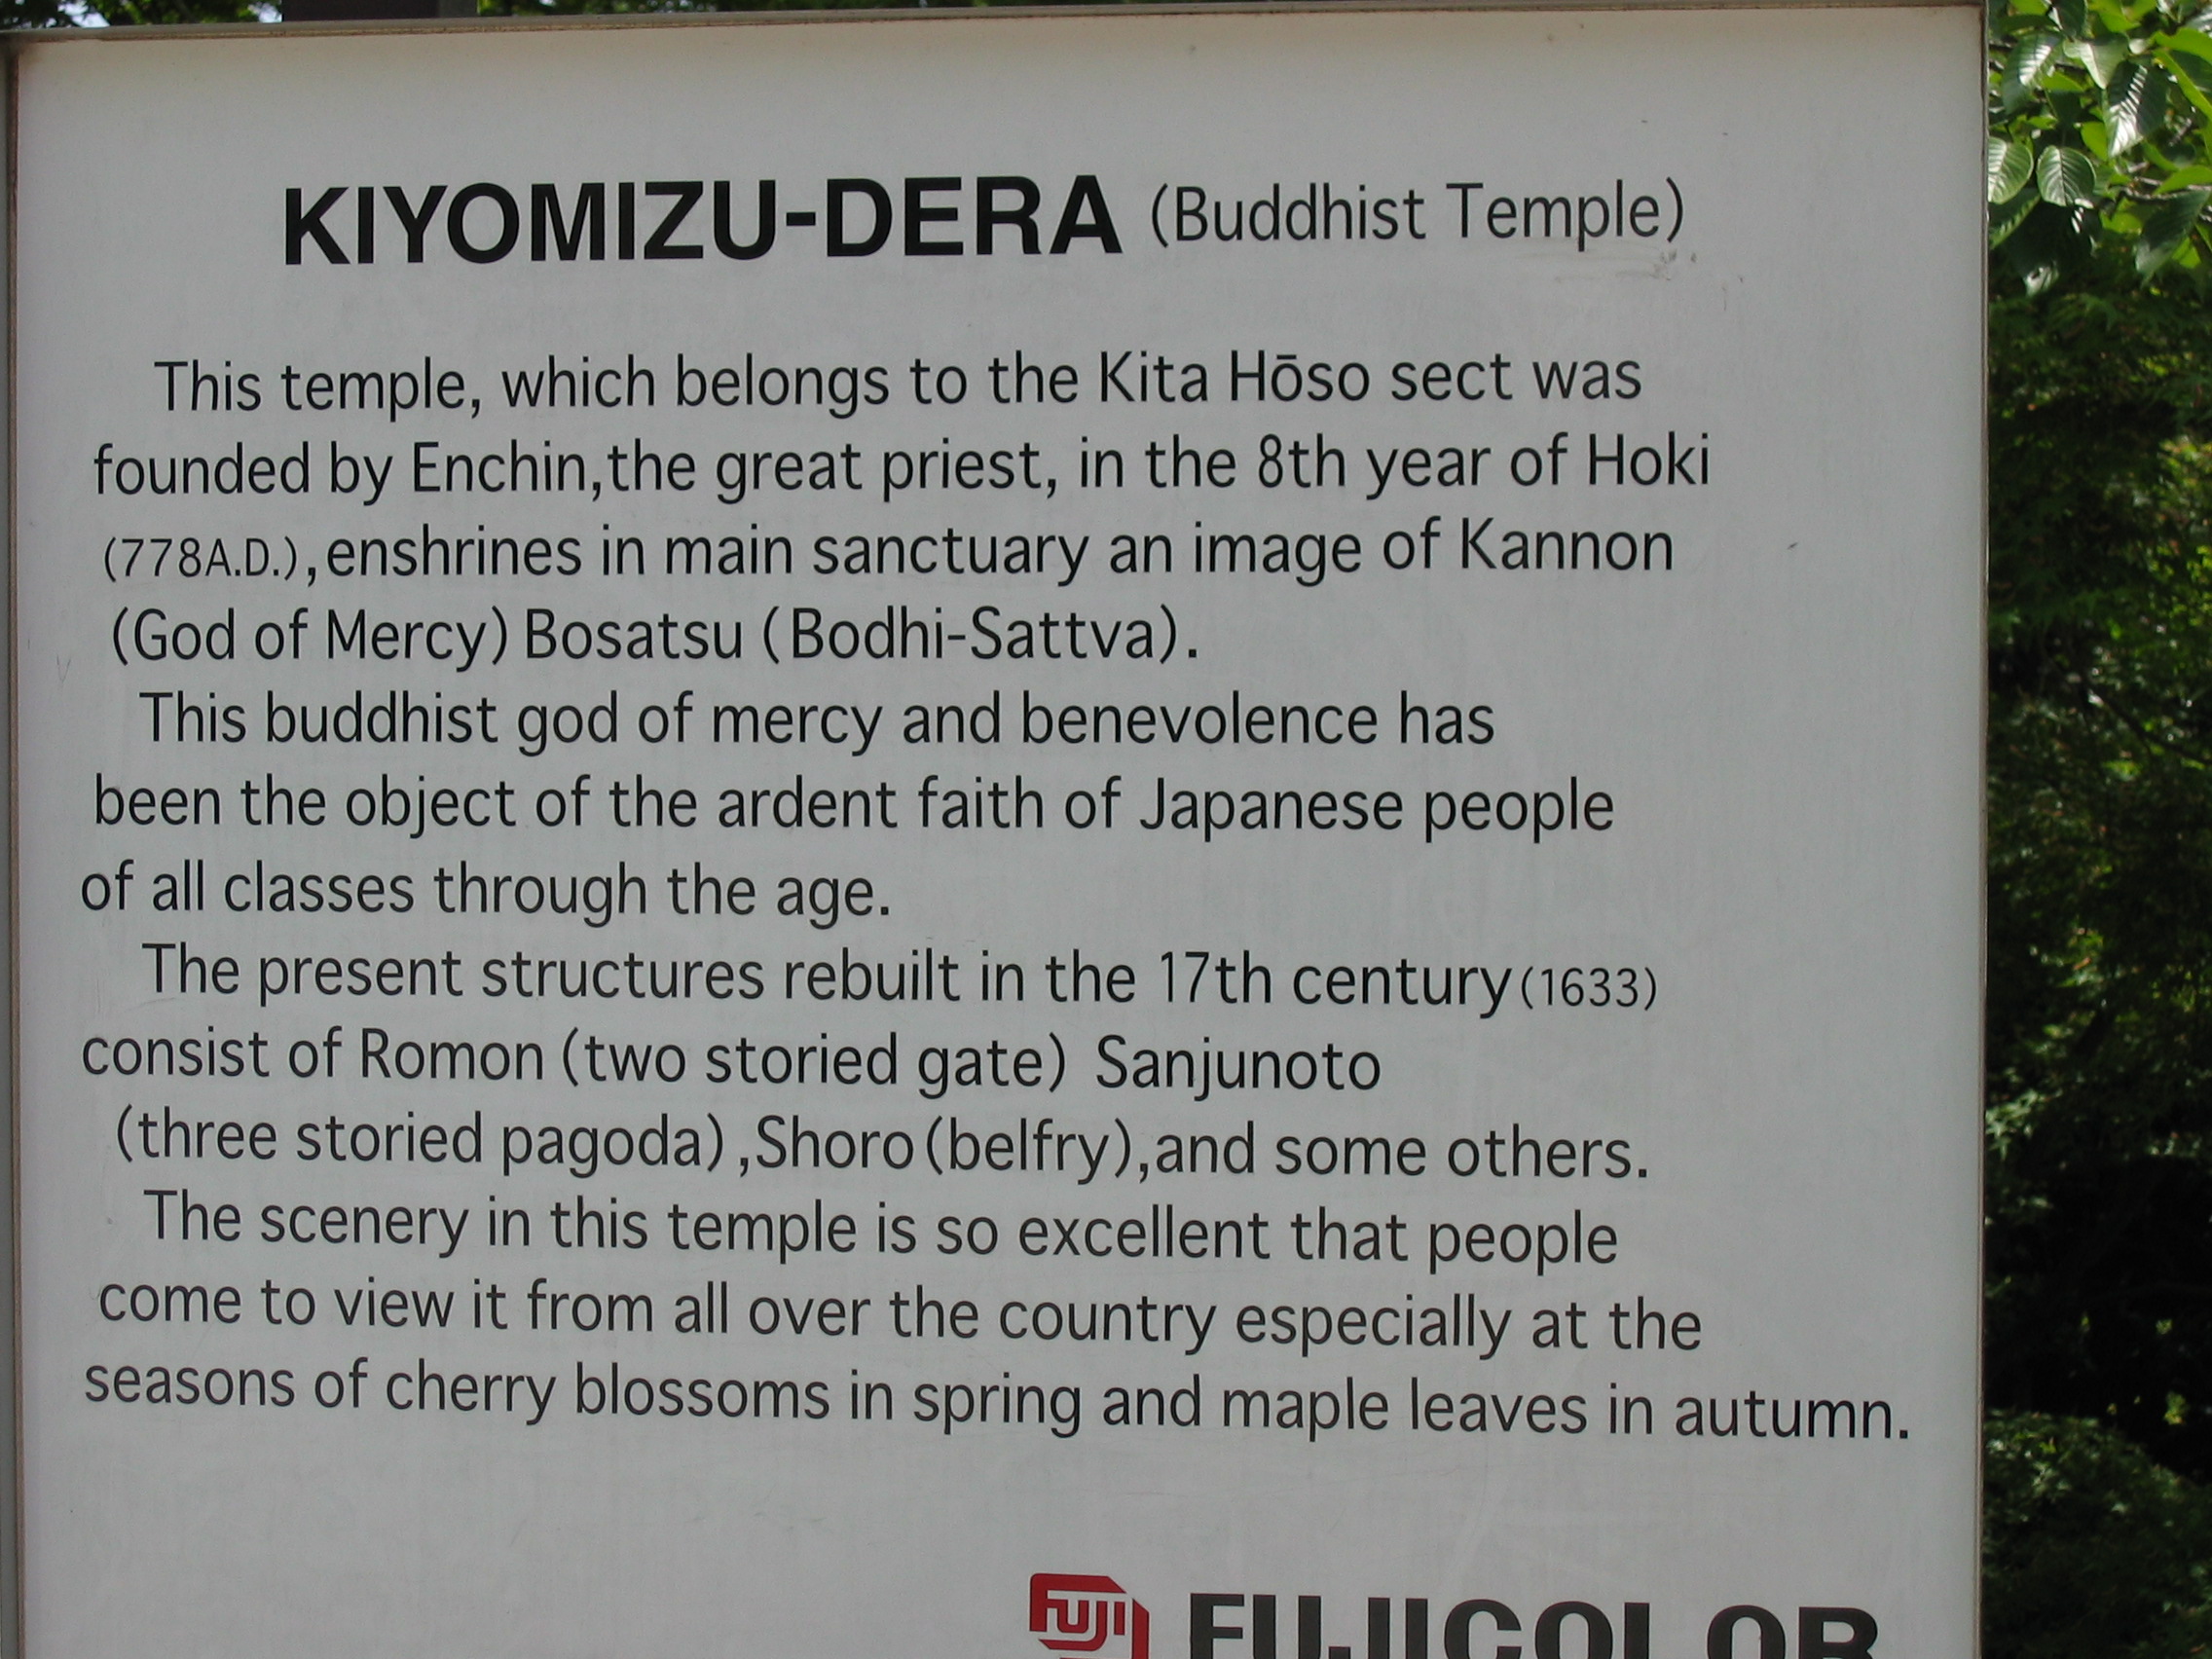 KIYOMIZU-DERA (Buddhist Temple)
This temple, which belongs to the Kita Hōso sect was
founded by Enchin,the great priest, in the 8th year of Hoki
(778A.D.),enshrines in main sanctuary an image of Kannon
(God of Mercy) Bosatsu (Bodhi-Sattva).
This buddhist god of mercy and benevolence has
been the object of the ardent faith of Japanese people
of all classes through the age.
The present structures rebuilt in the 17th century(1633)
consist of Romon (two storied gate) Sanjunoto
(three storied pagoda),Shoro(belfry),and some others.
The scenery in this temple is so excellent that people
come to view it from all over the country especially at the
seasons of cherry blossoms in spring and maple leaves in autumn.
FUJI FUJICOLOR